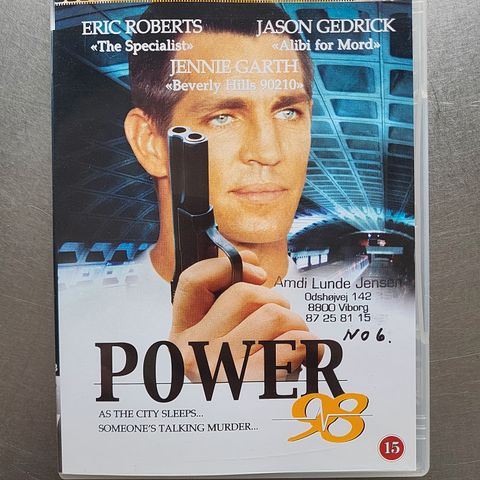 ERIC ROBERTS JASON GEDRICK
«The Specialist» «Alibi for Mord»
JENNIE GARTH
«Beverly Hills 90210»
Amdi Lunde Jensen
Odshøjvej 142
8800 Viborg
87 25 81 15
NO 6.
POWER
98
AS THE CITY SLEEPS...
SOMEONE'S TALKING MURDER...
15